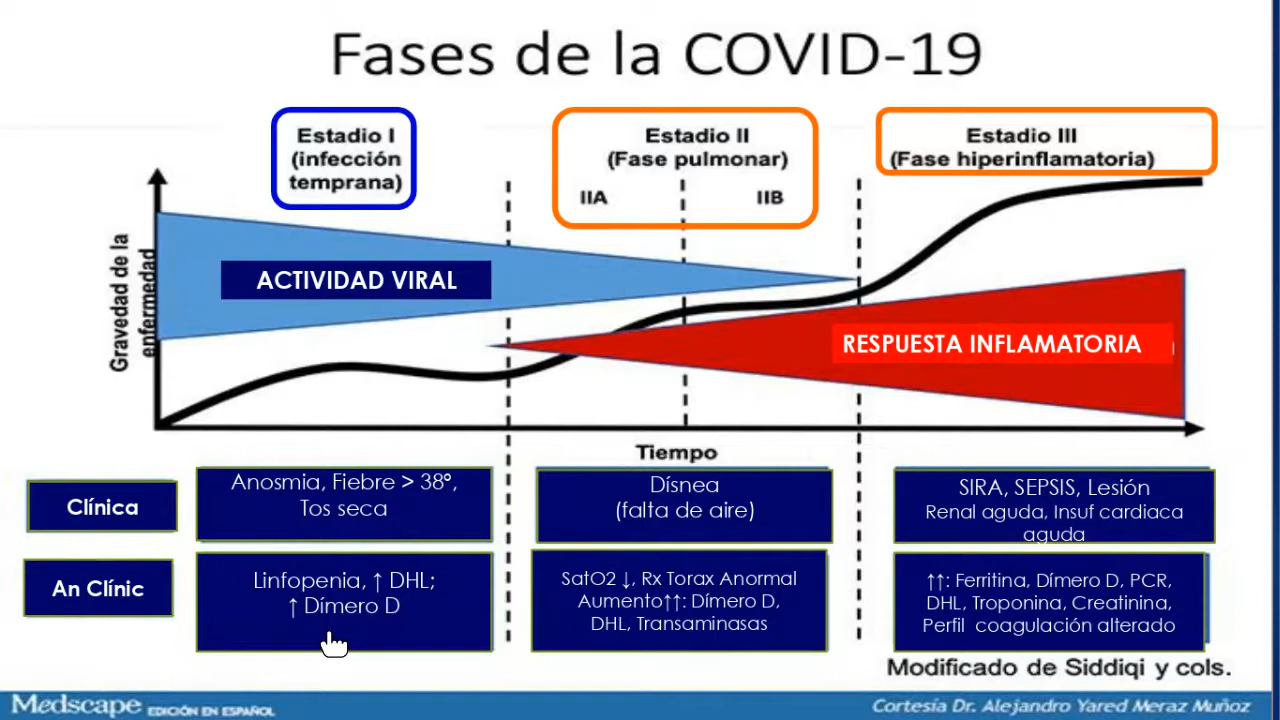 Fases de la COVID-19
Estadio I
(infección
temprana)
Estadio II
(Fase pulmonar)
IIA
IIB
Estadio III
(Fase hiperinflamatoria)
Gravedad de la
enfermedad
ACTIVIDAD VIRAL
RESPUESTA INFLAMATORIA
Tiempo
Clínica
Anosmia, Fiebre > 38º,
Tos seca
Dísnea
(falta de aire)
SIRA, SEPSIS, Lesión
Renal aguda, Insuf cardiaca
aguda
An Clínic
Linfopenia, ↑ DHL;
↑ Dímero D
SatO2 ↓, Rx Torax Anormal
Aumento↑↑: Dímero D,
DHL, Transaminasas
↑↑: Ferritina, Dímero D, PCR,
DHL, Troponina, Creatinina,
Perfil coagulación alterado
Modificado de Siddiqi y cols.
Medscape EDICIÓN EN ESPAÑOL
Cortesía Dr. Alejandro Yared Meraz Muñoz